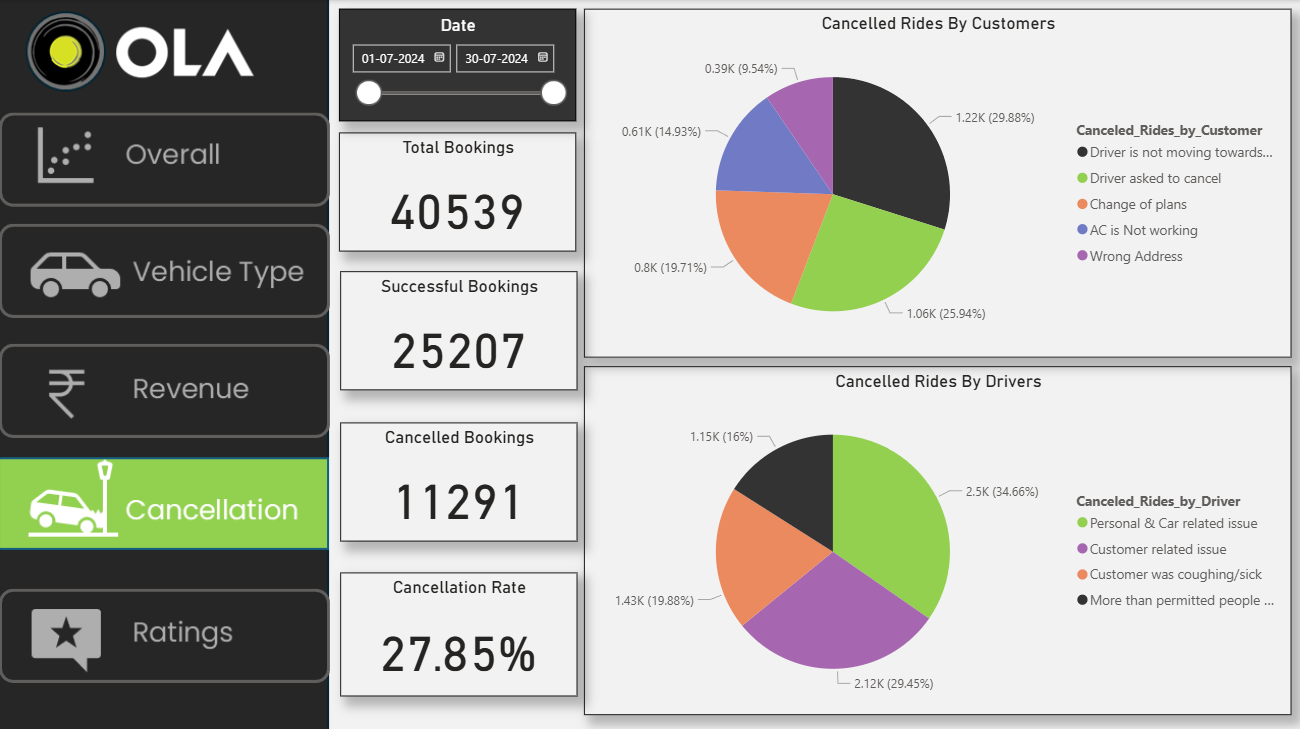 OLA
Overall
Vehicle Type
Revenue
Cancellation
Ratings
Date
01-07-2024 30-07-2024
Total Bookings
40539
Successful Bookings
25207
Cancelled Bookings
11291
Cancellation Rate
27.85%
Cancelled Rides By Customers
0.39K (9.54%)
1.22K (29.88%)
0.61K (14.93%)
0.8K (19.71%)
1.06K (25.94%)
Canceled_Rides_by_Customer
Driver is not moving towards...
Driver asked to cancel
Change of plans
AC is Not working
Wrong Address
Cancelled Rides By Drivers
1.15K (16%)
2.5K (34.66%)
1.43K (19.88%)
2.12K (29.45%)
Canceled_Rides_by_Driver
Personal & Car related issue
Customer related issue
Customer was coughing/sick
More than permitted people ...